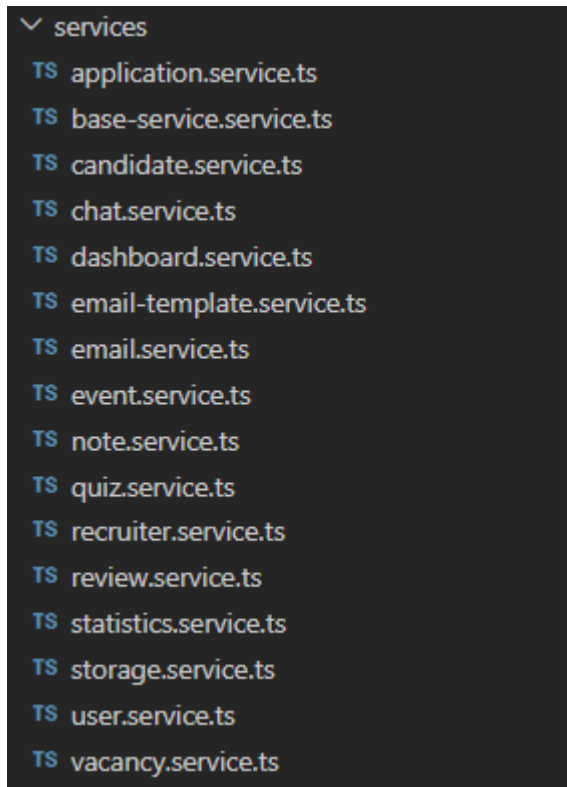 services
TS application.service.ts
TS base-service.service.ts
TS candidate.service.ts
TS chat.service.ts
TS dashboard.service.ts
TS email-template.service.ts
TS email.service.ts
TS event.service.ts
TS note.service.ts
TS quiz.service.ts
TS recruiter.service.ts
TS review.service.ts
TS statistics.service.ts
TS storage.service.ts
TS user.service.ts
TS vacancy.service.ts